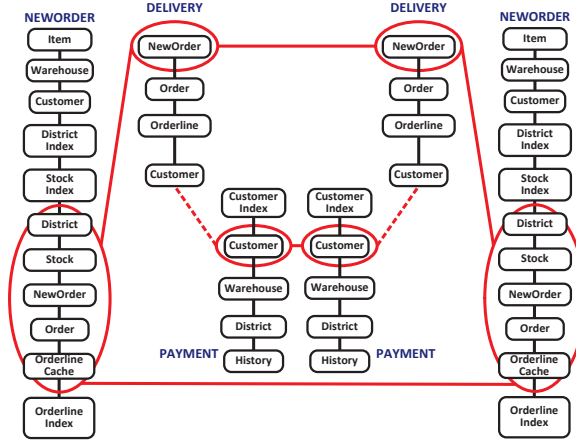 NEWORDER
Item
Warehouse
Customer
District
Index
Stock
Index
District
Stock
NewOrder
Order
Orderline
Cache
Orderline
Index
DELIVERY
NewOrder
Order
Orderline
Customer
Customer
Index
Customer
Warehouse
District
History
PAYMENT
DELIVERY
NewOrder
Order
Orderline
Customer
Customer
Index
Customer
Warehouse
District
History
PAYMENT
NEWORDER
Item
Warehouse
Customer
District
Index
Stock
Index
District
Stock
NewOrder
Order
Orderline
Cache
Orderline
Index